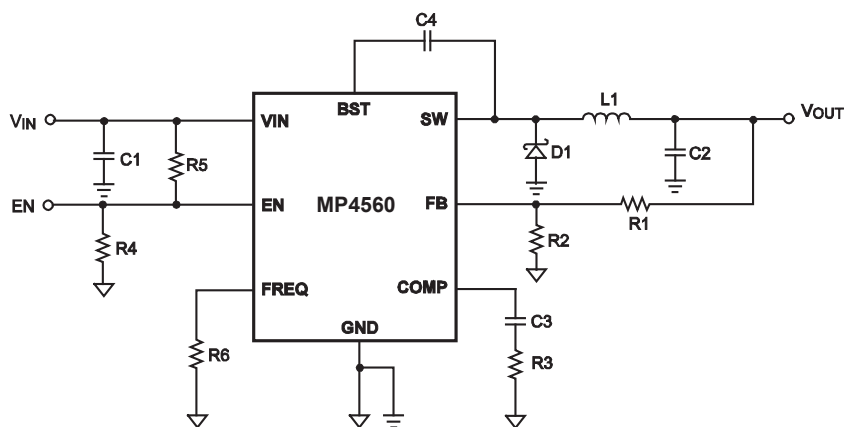 C4
BST
L1
VIN
VIN
SW
VOUT
C1
R5
D1
C2
EN
EN
MP4560
FB
R1
R4
R2
FREQ
COMP
GND
C3
R6
R3